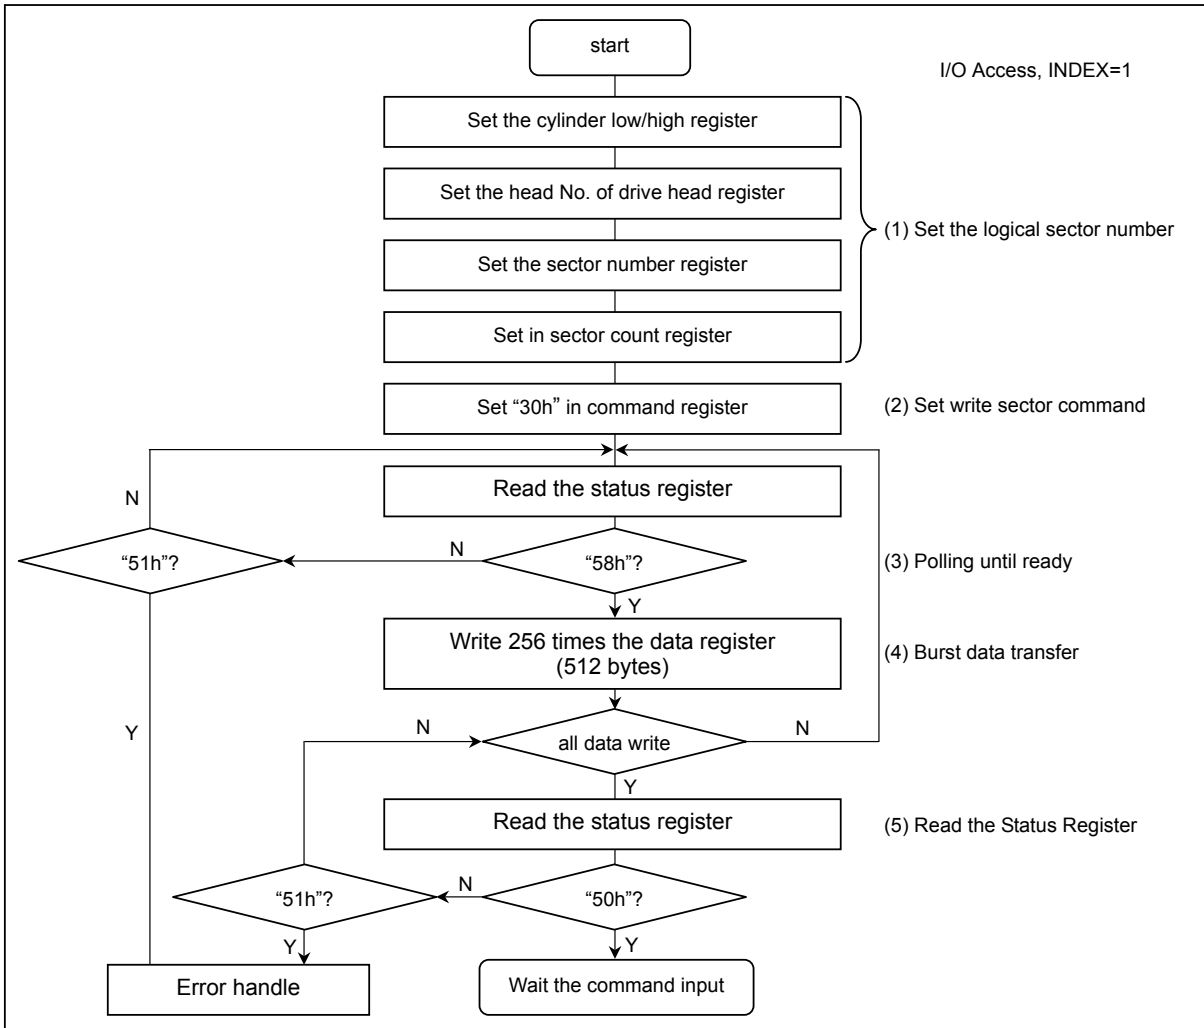 start
I/O Access, INDEX=1
Set the cylinder low/high register
Set the head No. of drive head register
(1) Set the logical sector number
Set the sector number register
Set in sector count register
Set “30h” in command register
(2) Set write sector command
N
Read the status register
“51h”?
N
“58h”?
(3) Polling until ready
Y
Write 256 times the data register
(512 bytes)
(4) Burst data transfer
Y
N
all data write
N
Y
Read the status register
(5) Read the Status Register
“51h”?
N
“50h”?
Y
Y
Error handle
Wait the command input